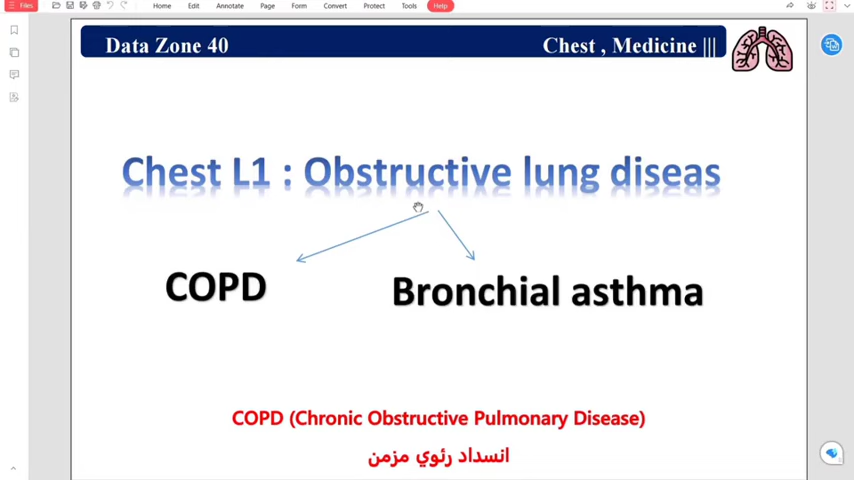 Files
Home Edit Annotate Page Form Convert Protect Tools Help
Data Zone 40 Chest , Medicine |||
Chest L1 : Obstructive lung diseas
COPD Bronchial asthma
COPD (Chronic Obstructive Pulmonary Disease)
انسداد رئوي مزمن